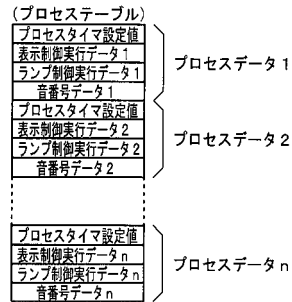 (プロセステーブル)
プロセスタイマ設定値
表示制御実行データ1
ランプ制御実行データ1
音番号データ1
プロセスデータ1
プロセスタイマ設定値
表示制御実行データ2
ランプ制御実行データ2
音番号データ2
プロセスデータ2
プロセスタイマ設定値
表示制御実行データn
ランプ制御実行データn
音番号データn
プロセスデータn